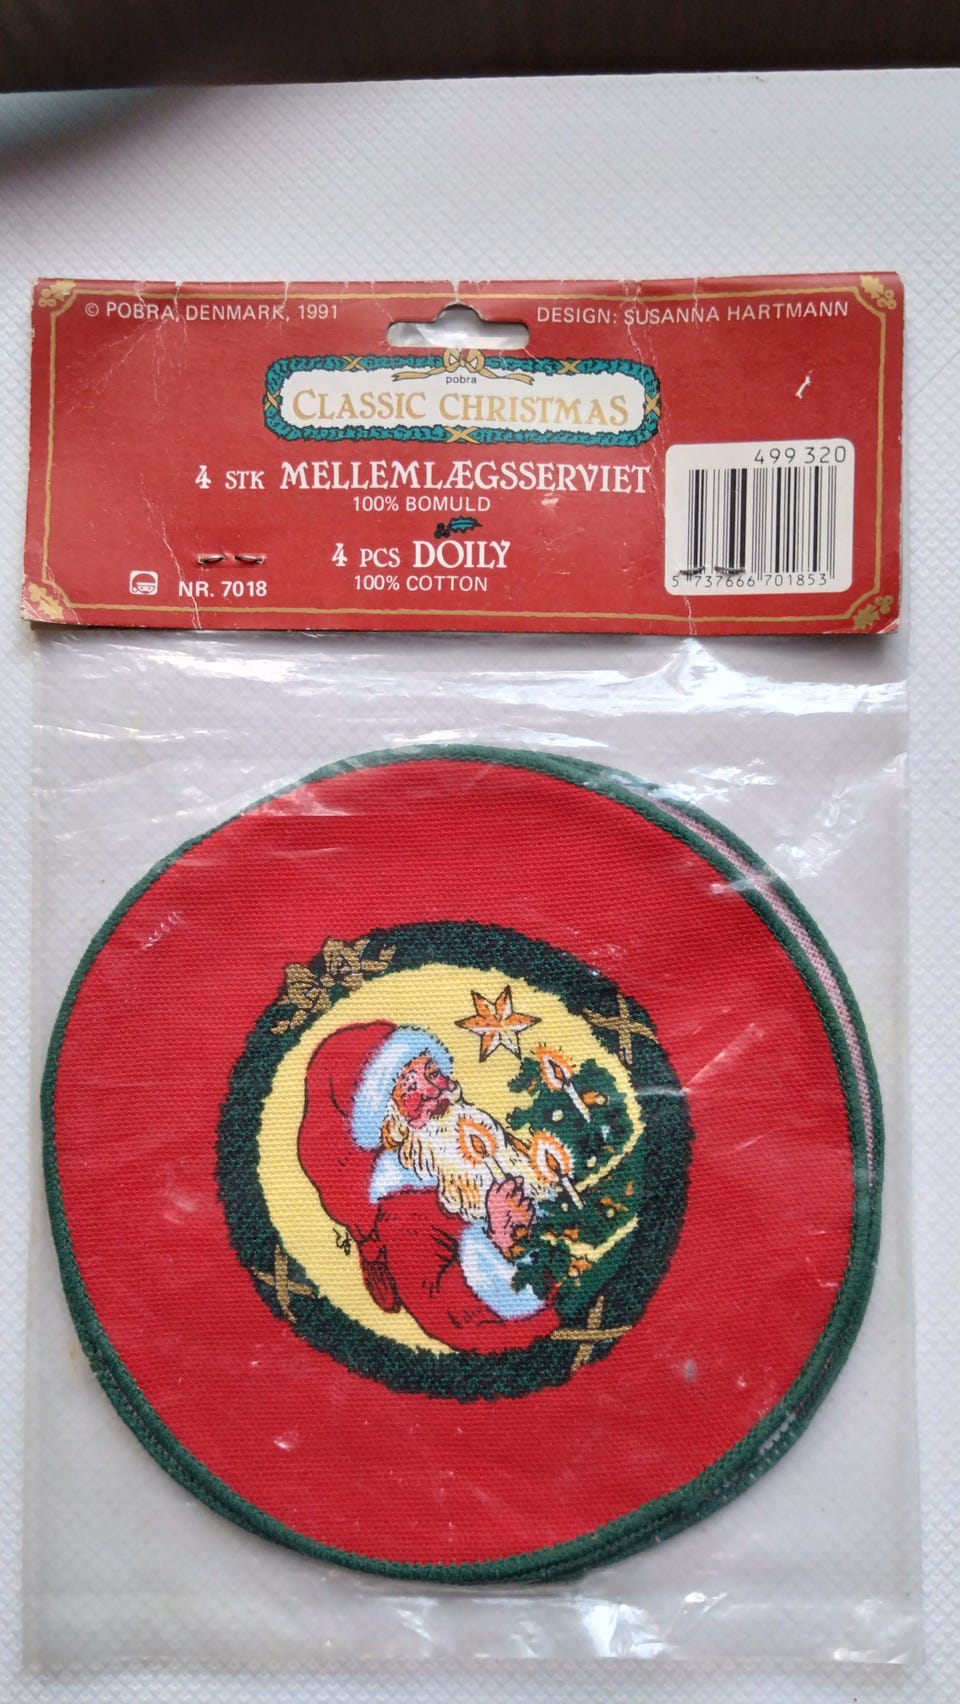 © POBRA, DENMARK, 1991
DESIGN: SUSANNA HARTMANN
pobra
CLASSIC CHRISTMAS
499 320
4 STK MELLEMLÆGSSERVIET
100% BOMULD
4 PCS DOILY
100% COTTON
NR. 7018
5 737666 701853